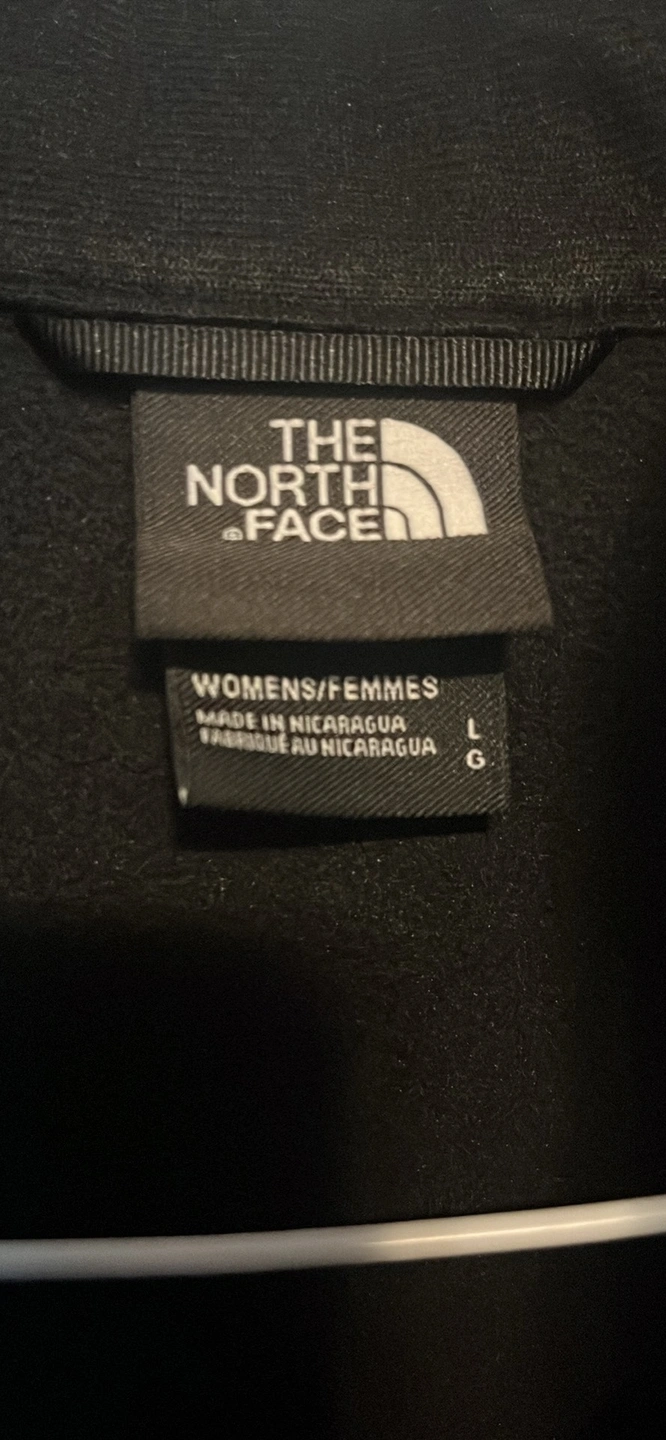 THE
NORTH
FACE®
WOMENS/FEMMES
MADE IN NICARAGUA
FABRIQUÉ AU NICARAGUA
L
G